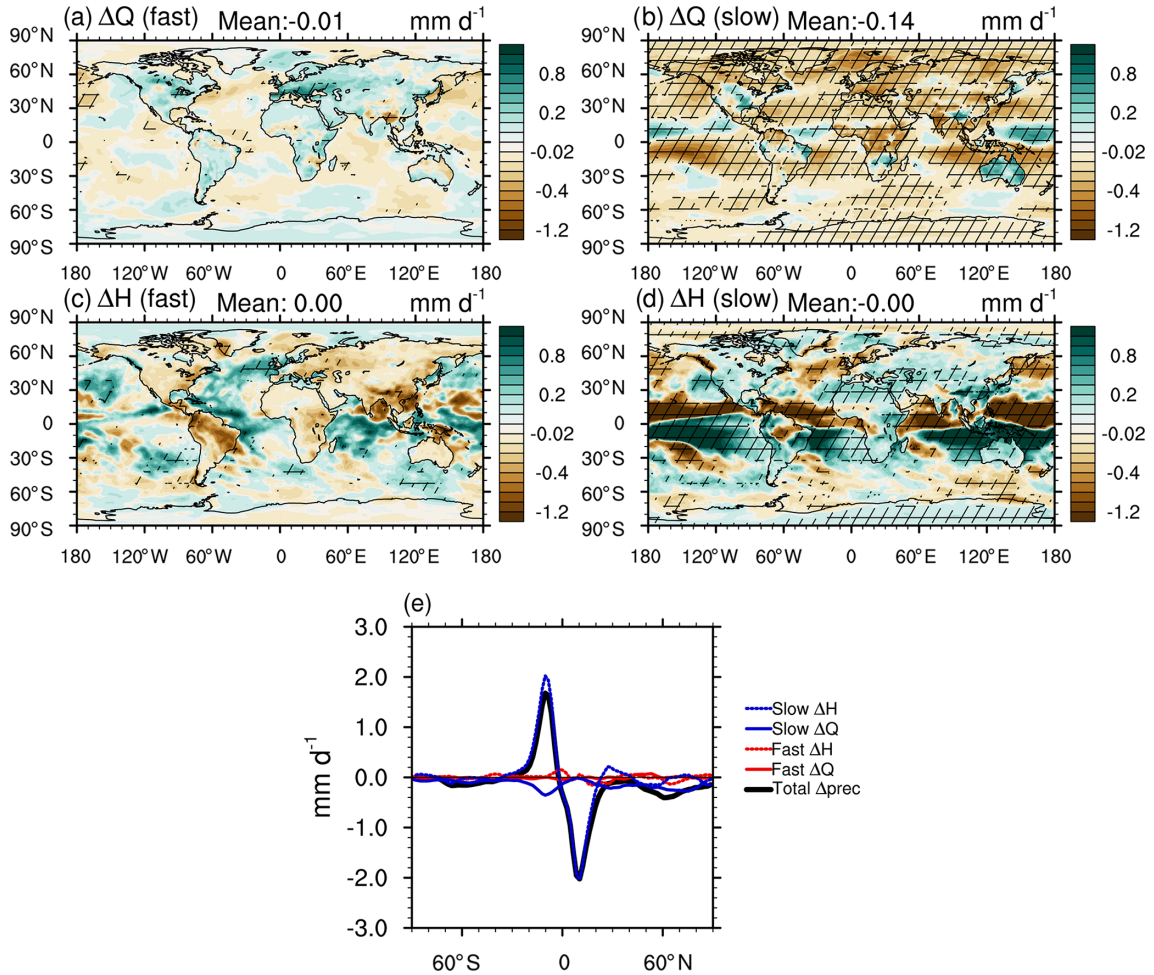 (a) ΔQ (fast) Mean:-0.01 mm d-1
90°N
60°N
30°N
0
30°S
60°S
90°S
180 120°W 60°W 0 60°E 120°E 180
0.8
0.2
-0.02
-0.4
-1.2
(b) ΔQ (slow) Mean:-0.14 mm d-1
90°N
60°N
30°N
0
30°S
60°S
90°S
180 120°W 60°W 0 60°E 120°E 180
0.8
0.2
-0.02
-0.4
-1.2
(c) ΔH (fast) Mean: 0.00 mm d-1
90°N
60°N
30°N
0
30°S
60°S
90°S
180 120°W 60°W 0 60°E 120°E 180
0.8
0.2
-0.02
-0.4
-1.2
(d) ΔH (slow) Mean:-0.00 mm d-1
90°N
60°N
30°N
0
30°S
60°S
90°S
180 120°W 60°W 0 60°E 120°E 180
0.8
0.2
-0.02
-0.4
-1.2
(e)
mm d-1
3.0
2.0
1.0
0.0
-1.0
-2.0
-3.0
60°S 0 60°N
Slow ΔH
Slow ΔQ
Fast ΔH
Fast ΔQ
Total Δprec